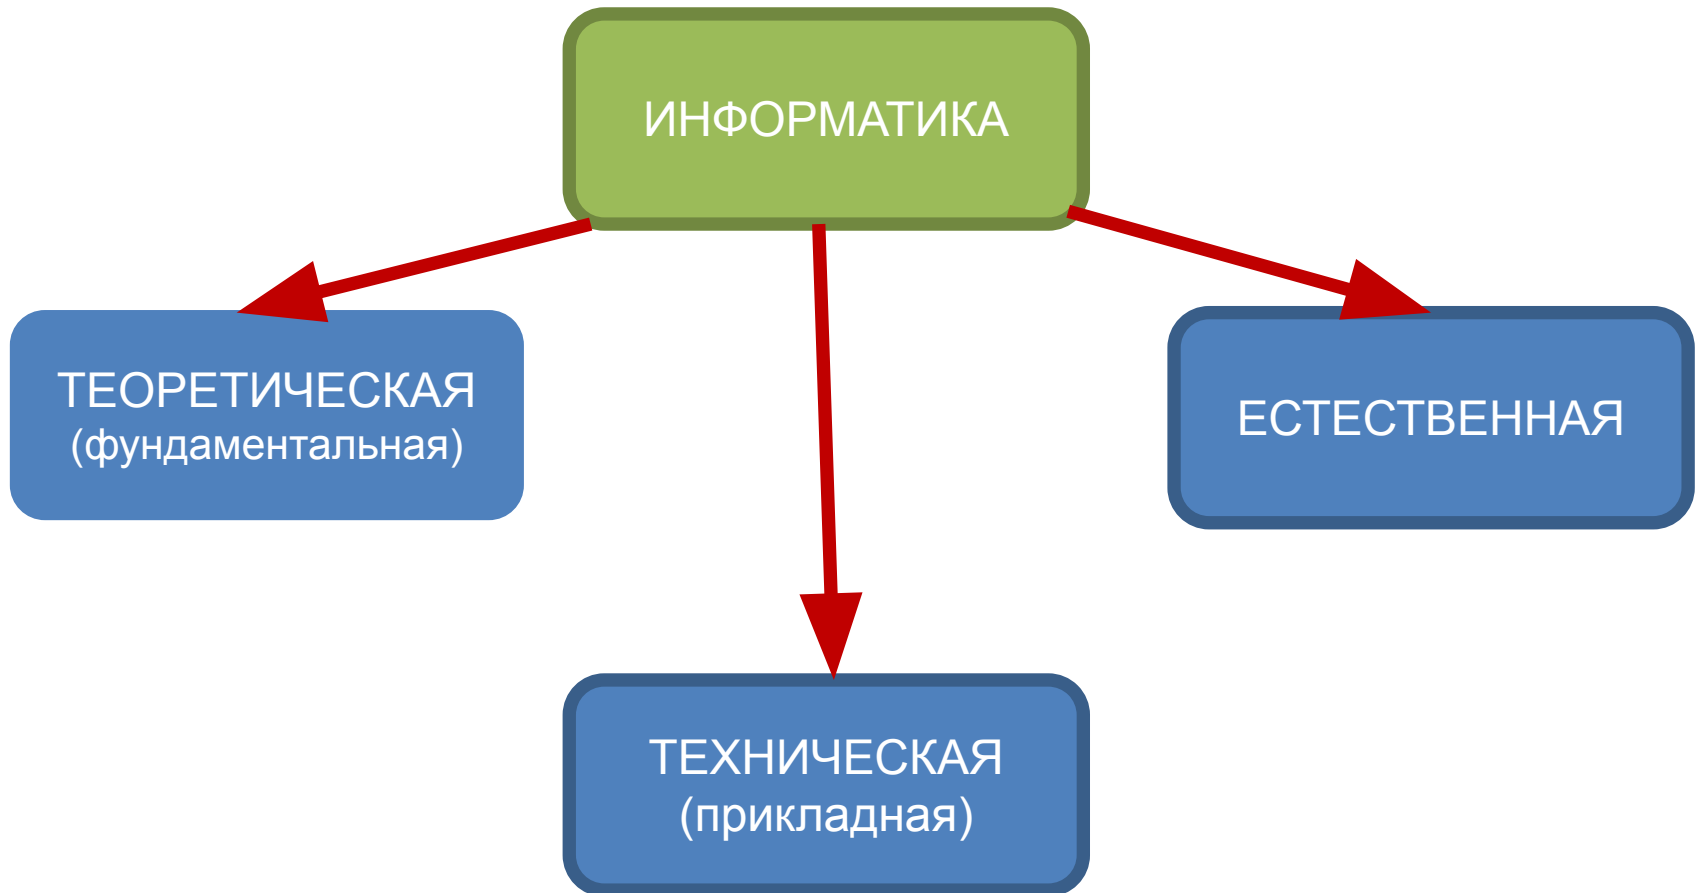 ИНФОРМАТИКА
ТЕОРЕТИЧЕСКАЯ
(фундаментальная)
ЕСТЕСТВЕННАЯ
ТЕХНИЧЕСКАЯ
(прикладная)